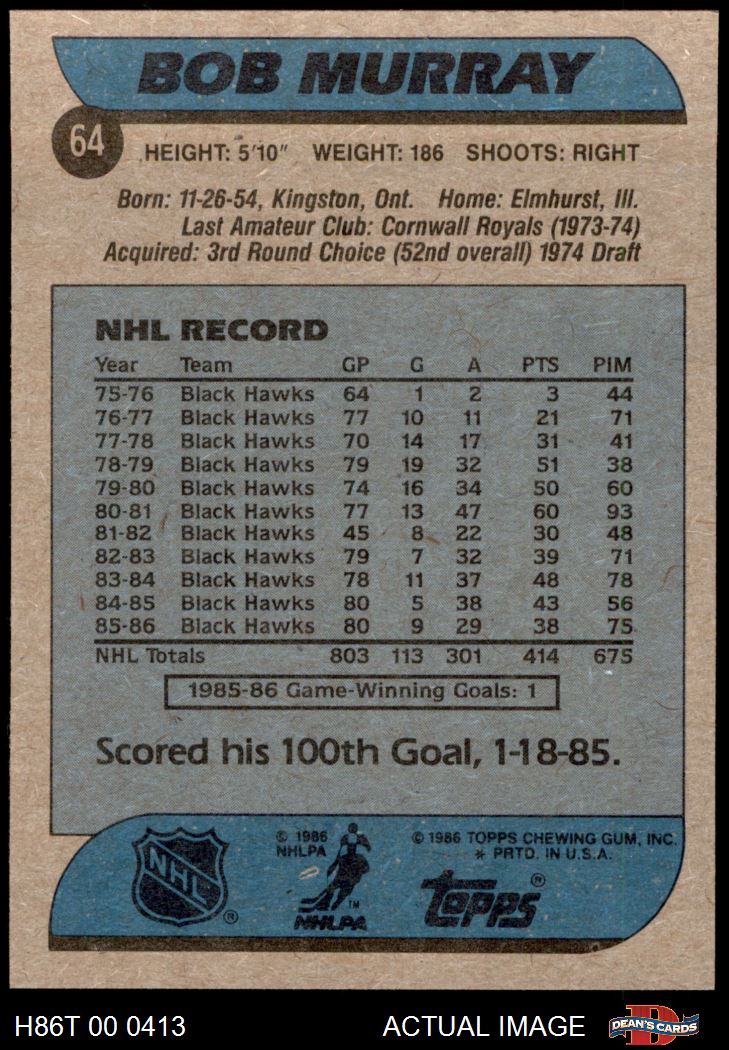 BOB MURRAY
64
HEIGHT: 5'10" WEIGHT: 186 SHOOTS: RIGHT
Born: 11-26-54, Kingston, Ont. Home: Elmhurst, Ill.
Last Amateur Club: Cornwall Royals (1973-74)
Acquired: 3rd Round Choice (52nd overall) 1974 Draft
NHL RECORD
Year Team GP G A PTS PIM
75-76 Black Hawks 64 1 2 3 44
76-77 Black Hawks 77 10 11 21 71
77-78 Black Hawks 70 14 17 31 41
78-79 Black Hawks 79 19 32 51 38
79-80 Black Hawks 74 16 34 50 60
80-81 Black Hawks 77 13 47 60 93
81-82 Black Hawks 45 8 22 30 48
82-83 Black Hawks 79 7 32 39 71
83-84 Black Hawks 78 11 37 48 78
84-85 Black Hawks 80 5 38 43 56
85-86 Black Hawks 80 9 29 38 75
NHL Totals 803 113 301 414 675
1985-86 Game-Winning Goals: 1
Scored his 100th Goal, 1-18-85.
NHL ®
© 1986
NHLPA
TM
NHLPA
© 1986 TOPPS CHEWING GUM, INC.
* PRTD. IN U.S.A.
Topps ®
H86T 00 0413 ACTUAL IMAGE D DEAN'S CARDS